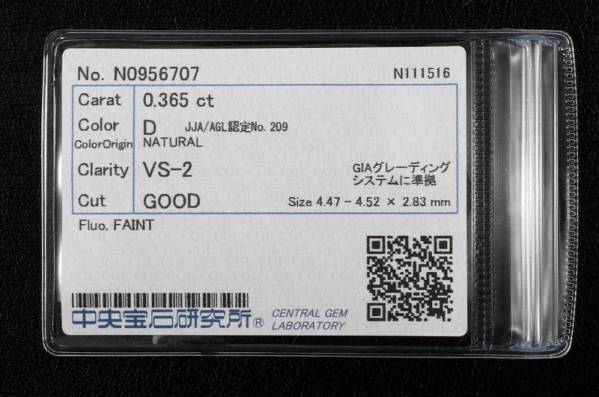 No. N0956707 N111516
Carat 0.365 ct
Color D JJA/AGL認定No. 209
ColorOrigin NATURAL
Clarity VS-2 GIAグレーディング
システムに準拠
Cut GOOD Size 4.47 - 4.52 × 2.83 mm
Fluo. FAINT
中央宝石研究所® CENTRAL GEM
LABORATORY